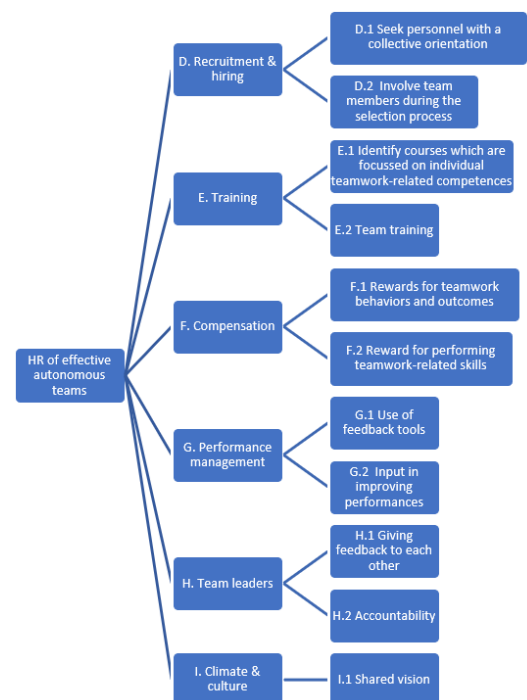 D.1 Seek personnel with a
collective orientation
D. Recruitment &
hiring
D.2  Involve team
members during the
selection process
E.1 Identify courses which are
focussed on individual
teamwork-related competences
E. Training
E.2 Team training
F.1 Rewards for teamwork
behaviors and outcomes
F. Compensation
F.2 Reward for performing
teamwork-related skills
HR of effective
autonomous
teams
G.1 Use of
feedback tools
G. Performance
management
G.2  Input in
improving
performances
H.1 Giving
feedback to each
other
H. Team leaders
H.2 Accountability
I. Climate &
culture
I.1 Shared vision